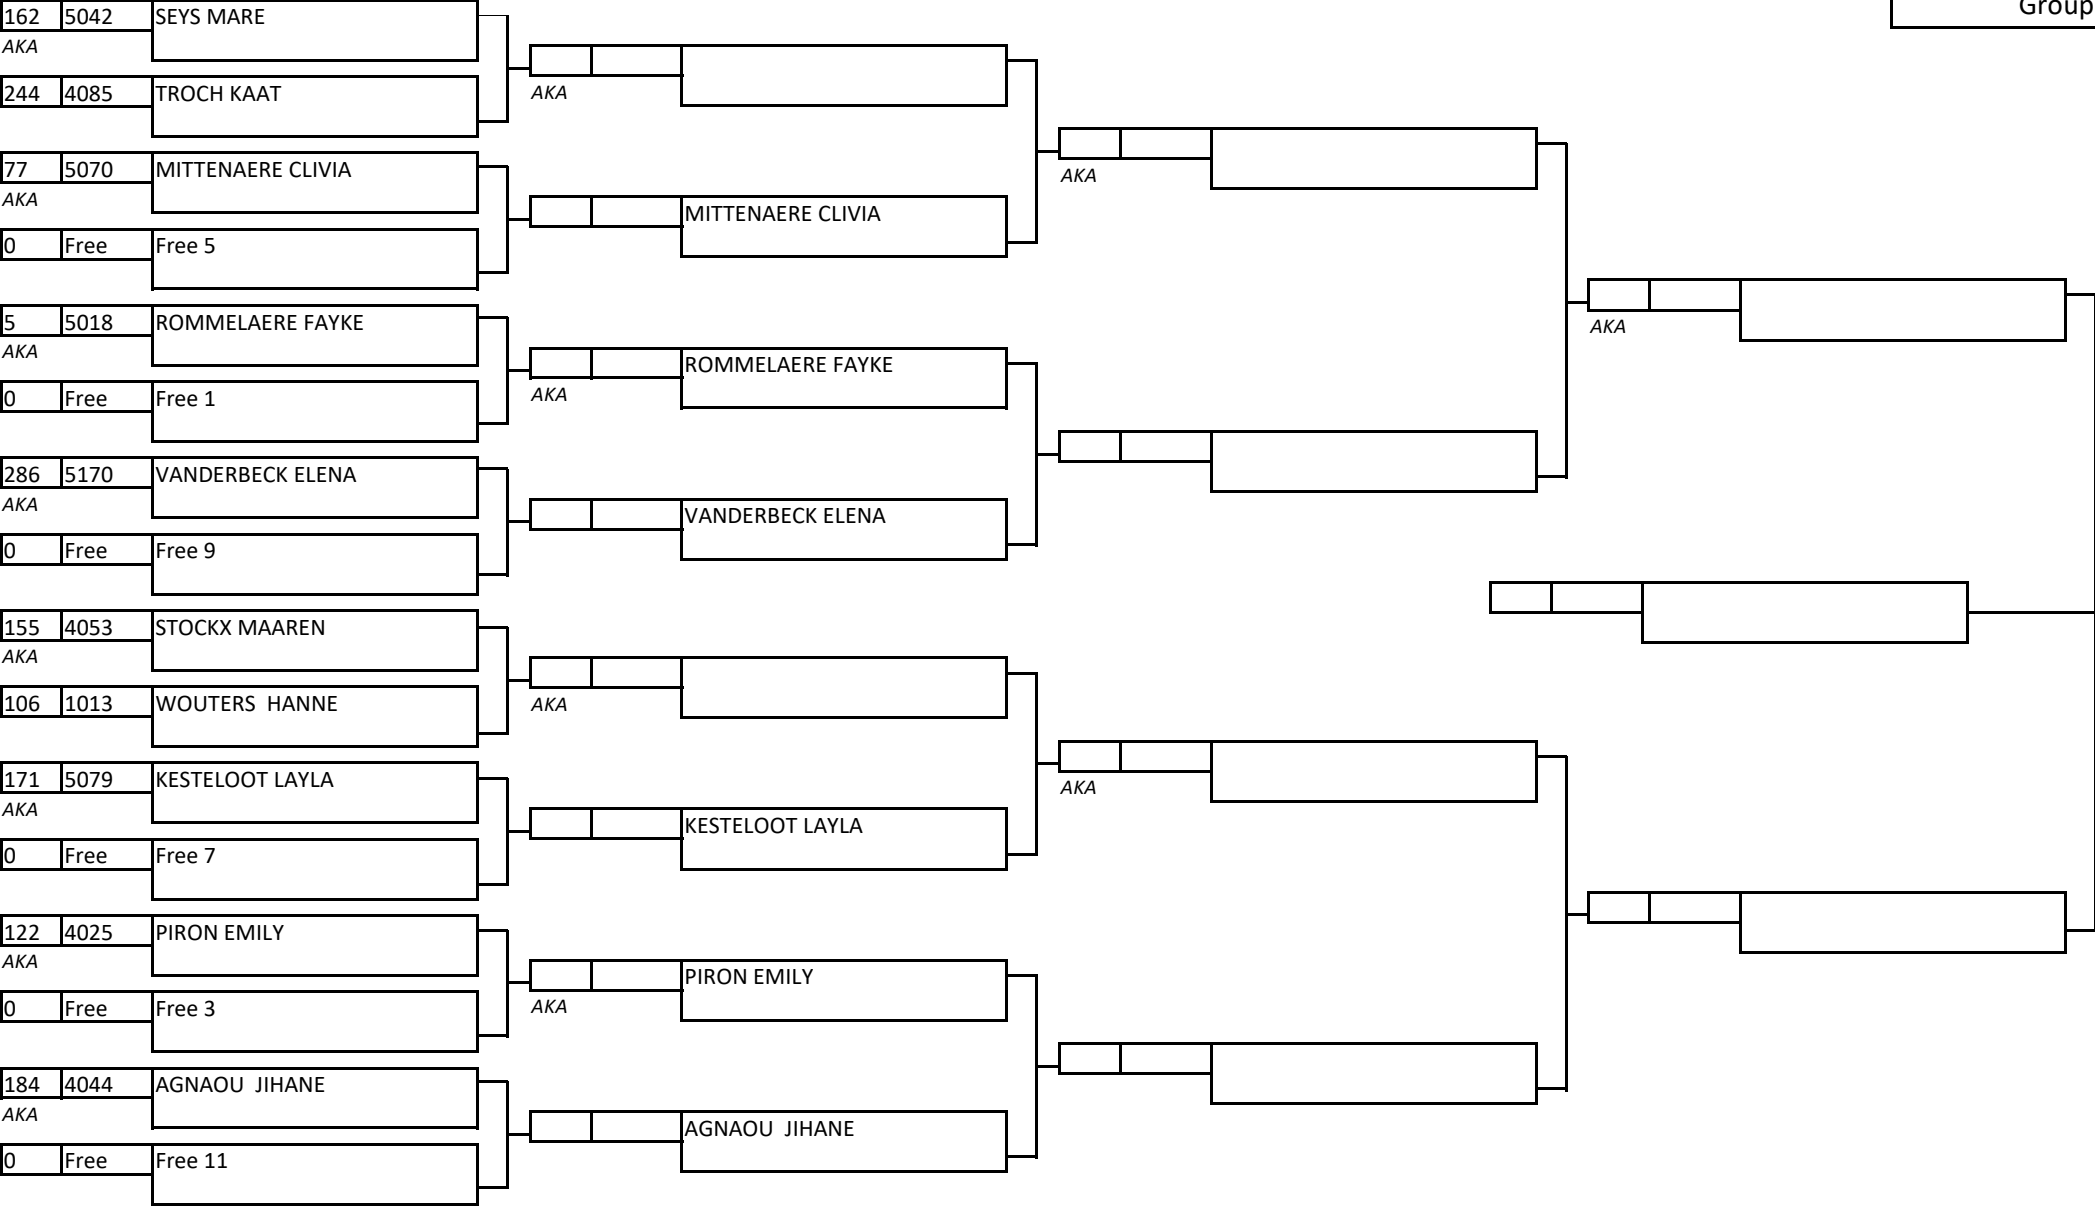 162 5042 SEYS MARE
Group
AKA
244 4085 TROCH KAAT
AKA
77 5070 MITTENAERE CLIVIA
AKA
AKA
MITTENAERE CLIVIA
0 Free Free 5
5 5018 ROMMELAERE FAYKE
AKA
AKA
ROMMELAERE FAYKE
0 Free Free 1
AKA
286 5170 VANDERBECK ELENA
AKA
VANDERBECK ELENA
0 Free Free 9
155 4053 STOCKX MAAREN
AKA
106 1013 WOUTERS  HANNE
AKA
171 5079 KESTELOOT LAYLA
AKA
AKA
KESTELOOT LAYLA
0 Free Free 7
122 4025 PIRON EMILY
AKA
PIRON EMILY
0 Free Free 3
AKA
184 4044 AGNAOU  JIHANE
AKA
AGNAOU  JIHANE
0 Free Free 11